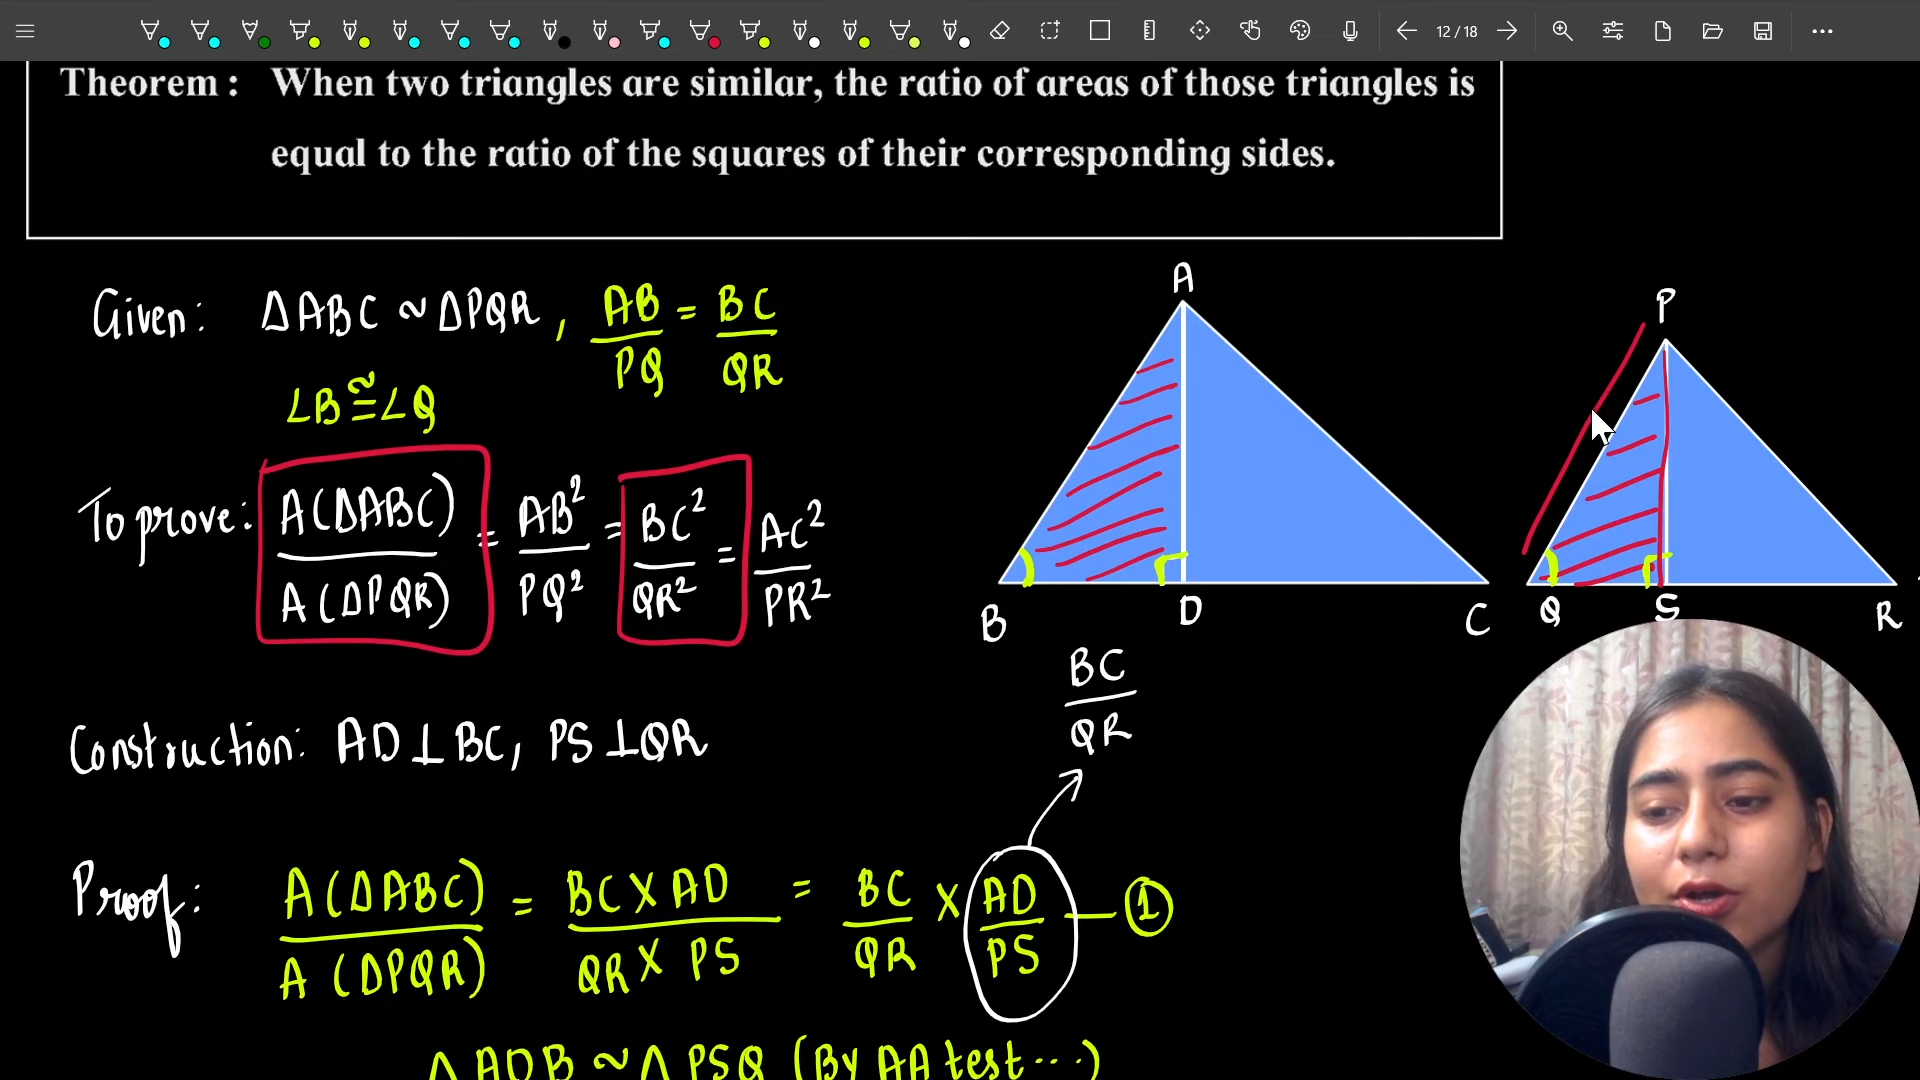 12 / 18
Theorem : When two triangles are similar, the ratio of areas of those triangles is
equal to the ratio of the squares of their corresponding sides.
Given: ΔABC ~ ΔPQR, AB/PQ = BC/QR
∠B ≅ ∠Q
To prove: A(ΔABC)/A(ΔPQR) = AB²/PQ² = BC²/QR² = AC²/PR²
A
P
B
D
C
Q
S
R
Construction: AD⊥BC, PS⊥QR
BC/QR
Proof: A(ΔABC)/A(ΔPQR) = BC X AD/QR X PS = BC/QR X AD/PS — ①
Δ ADB ~ Δ PSQ (By AA test...)